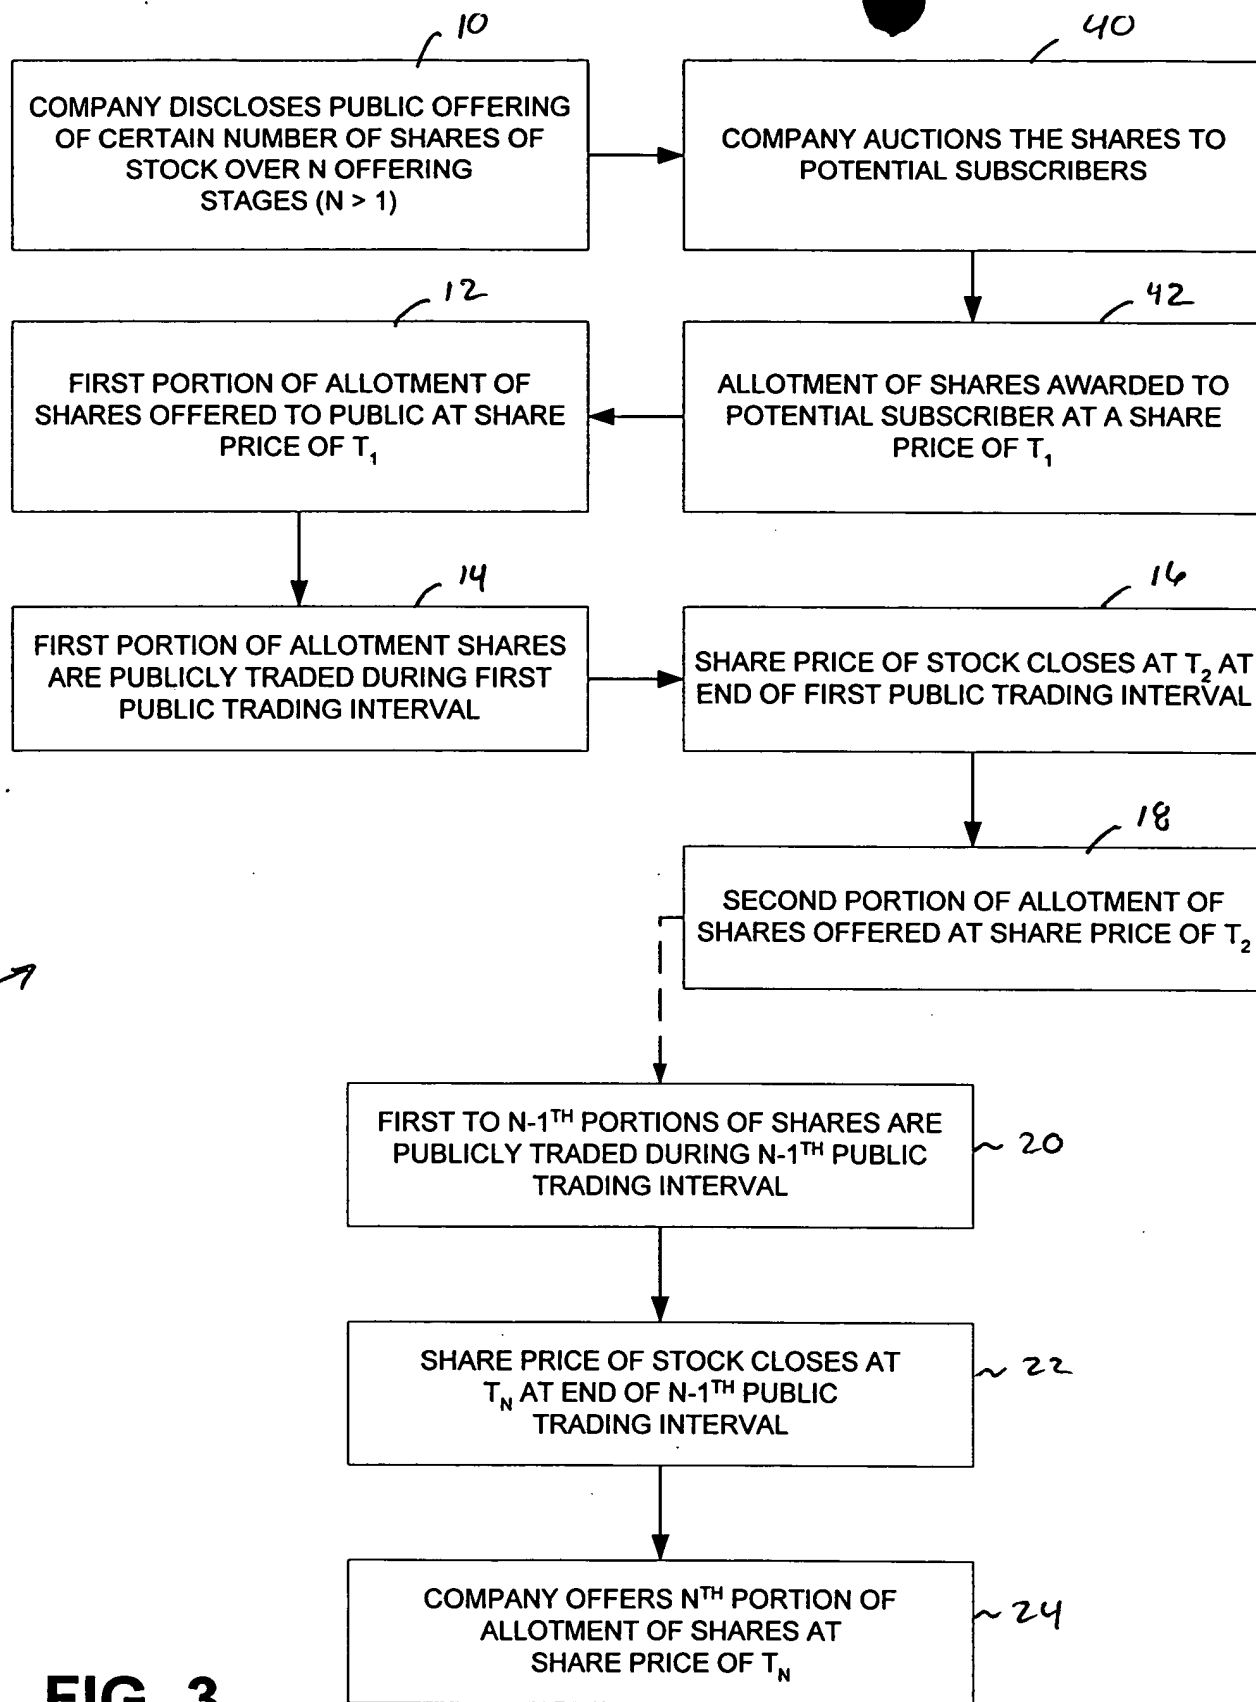 10
COMPANY DISCLOSES PUBLIC OFFERING
OF CERTAIN NUMBER OF SHARES OF
STOCK OVER N OFFERING
STAGES (N > 1)
40
COMPANY AUCTIONS THE SHARES TO
POTENTIAL SUBSCRIBERS
42
ALLOTMENT OF SHARES AWARDED TO
POTENTIAL SUBSCRIBER AT A SHARE
PRICE OF T₁
12
FIRST PORTION OF ALLOTMENT OF
SHARES OFFERED TO PUBLIC AT SHARE
PRICE OF T₁
14
FIRST PORTION OF ALLOTMENT SHARES
ARE PUBLICLY TRADED DURING FIRST
PUBLIC TRADING INTERVAL
16
SHARE PRICE OF STOCK CLOSES AT T₂ AT
END OF FIRST PUBLIC TRADING INTERVAL
18
SECOND PORTION OF ALLOTMENT OF
SHARES OFFERED AT SHARE PRICE OF T₂
FIRST TO N-1ᵀᴴ PORTIONS OF SHARES ARE
PUBLICLY TRADED DURING N-1ᵀᴴ PUBLIC
TRADING INTERVAL
20
SHARE PRICE OF STOCK CLOSES AT
T_N AT END OF N-1ᵀᴴ PUBLIC
TRADING INTERVAL
22
COMPANY OFFERS Nᵀᴴ PORTION OF
ALLOTMENT OF SHARES AT
SHARE PRICE OF T_N
24
FIG. 3